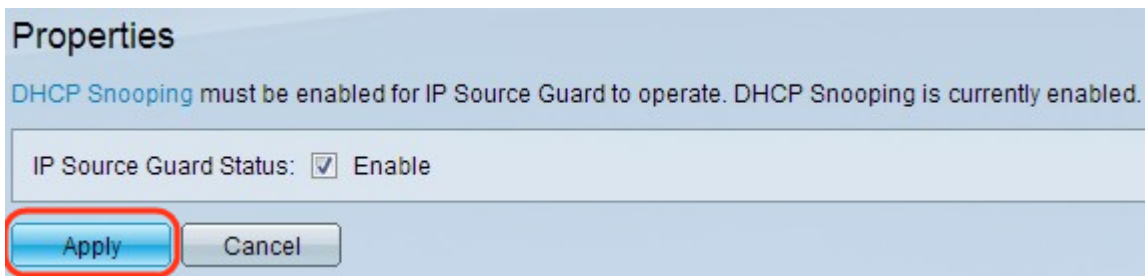 Properties
DHCP Snooping must be enabled for IP Source Guard to operate. DHCP Snooping is currently enabled.
IP Source Guard Status: Enable
Apply Cancel